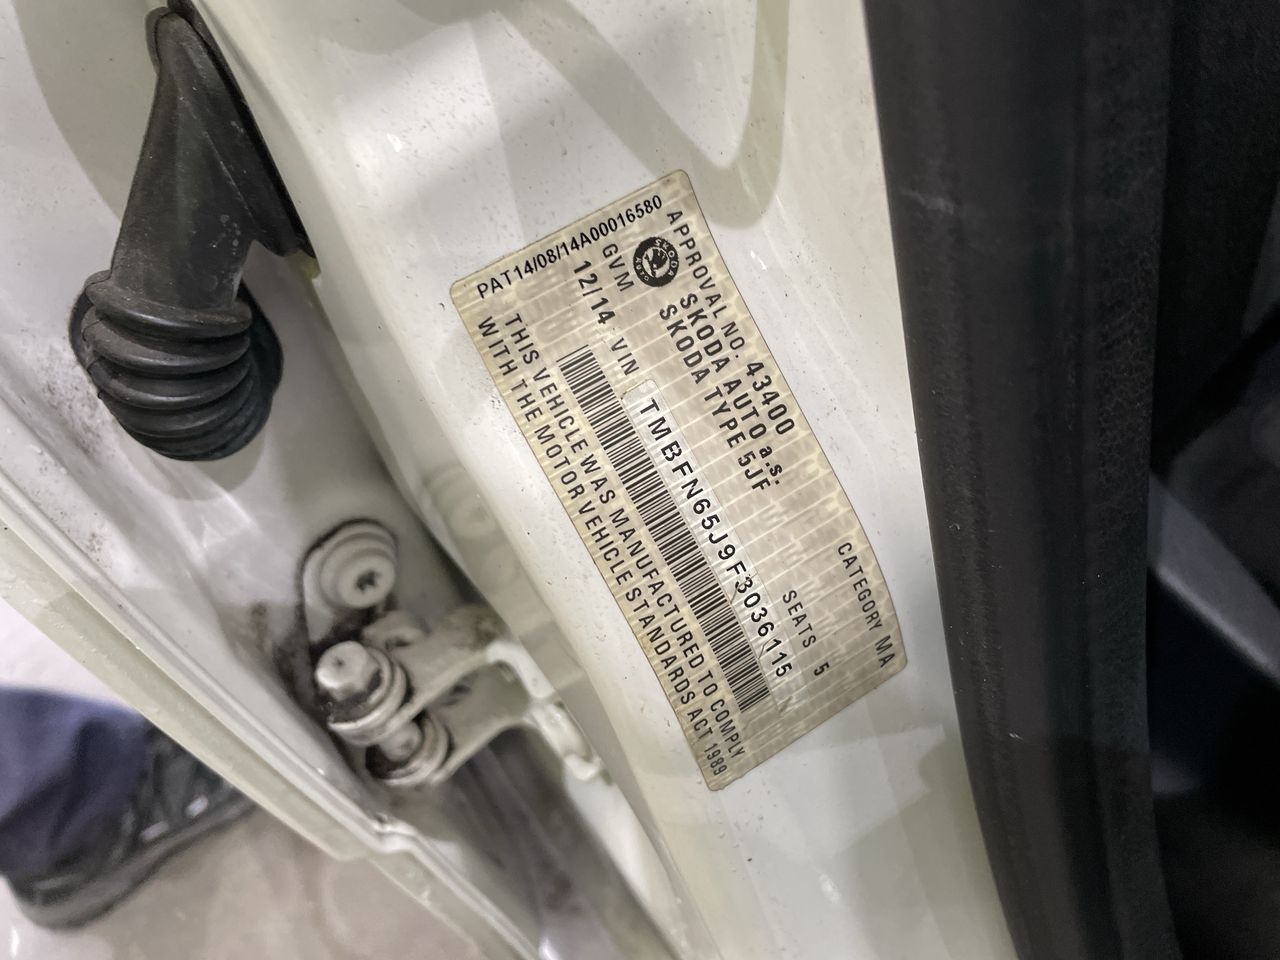 APPROVAL NO. 43400
CATEGORY MA
SKODA AUTO a.s.
SKODA TYPE 5JF
SEATS 5
PAT14/08/14A00016580
GVM
12/14
VIN
TMBFN65J9F3036115
THIS VEHICLE WAS MANUFACTURED TO COMPLY
WITH THE MOTOR VEHICLE STANDARDS ACT 1989